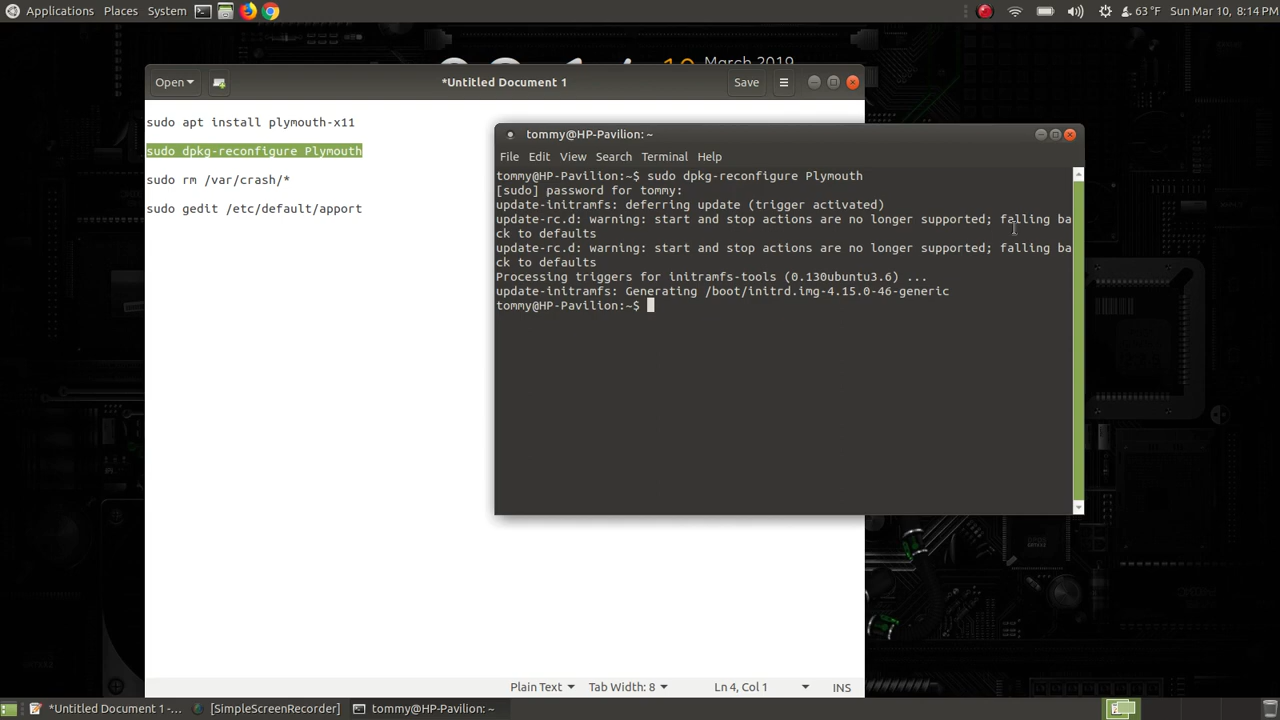 Applications Places System
63 °F Sun Mar 10, 8:14 PM
March 2019
Open *Untitled Document 1 Save
sudo apt install plymouth-x11
sudo dpkg-reconfigure Plymouth
sudo rm /var/crash/*
sudo gedit /etc/default/apport
tommy@HP-Pavilion: ~
File Edit View Search Terminal Help
tommy@HP-Pavilion:~$ sudo dpkg-reconfigure Plymouth
[sudo] password for tommy:
update-initramfs: deferring update (trigger activated)
update-rc.d: warning: start and stop actions are no longer supported; falling ba
ck to defaults
update-rc.d: warning: start and stop actions are no longer supported; falling ba
ck to defaults
Processing triggers for initramfs-tools (0.130ubuntu3.6) ...
update-initramfs: Generating /boot/initrd.img-4.15.0-46-generic
tommy@HP-Pavilion:~$
Plain Text Tab Width: 8 Ln 4, Col 1 INS
*Untitled Document 1 -... [SimpleScreenRecorder] tommy@HP-Pavilion: ~